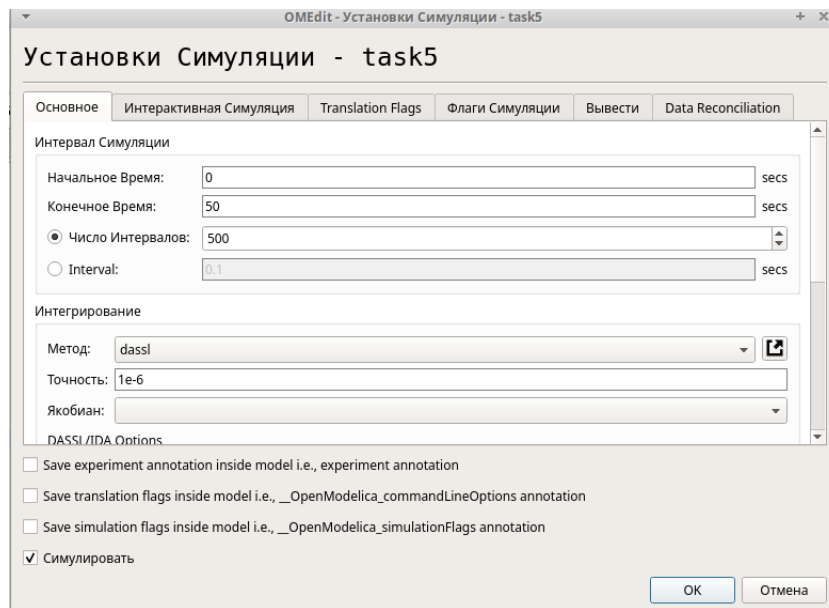 OMEdit - Установки Симуляции - task5
Установки Симуляции - task5
Основное Интерактивная Симуляция Translation Flags Флаги Симуляции Вывести Data Reconciliation
Интервал Симуляции
Начальное Время: 0 secs
Конечное Время: 50 secs
Число Интервалов: 500
Interval: 0.1 secs
Интегрирование
Метод: dassl
Точность: 1e-6
Якобиан:
DASSL/IDA Options
Save experiment annotation inside model i.e., experiment annotation
Save translation flags inside model i.e., __OpenModelica_commandLineOptions annotation
Save simulation flags inside model i.e., __OpenModelica_simulationFlags annotation
Симулировать
OK Отмена